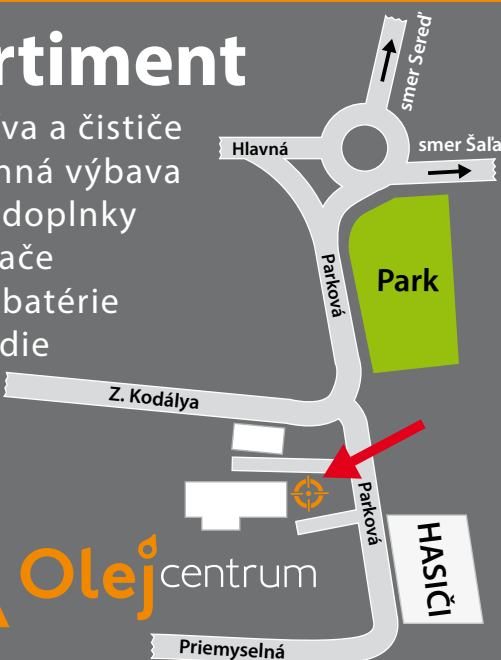 rtiment
va a čističe
nná výbava
doplnky
ače
batérie
die
smer Sereď
Hlavná
smer Šaľa
Parková
Park
Z. Kodálya
Parková
HASIČI
Olejcentrum
Priemyselná